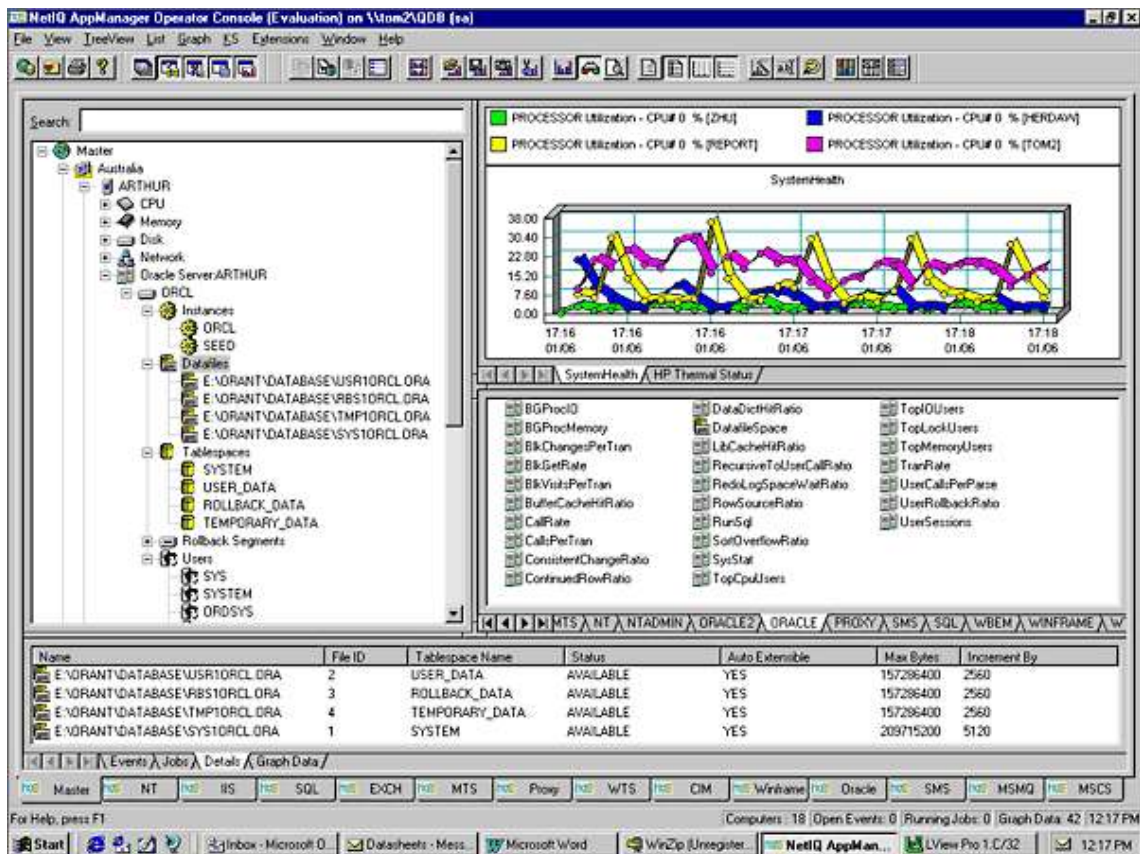 NetIQ AppManager Operator Console (Evaluation) on \\tom2\QDB (sa)
File View TreeView List Graph KS Extensions Window Help
Search:
Master
Australia
ARTHUR
CPU
Memory
Disk
Network
Oracle Server:ARTHUR
ORCL
Instances
ORCL
SEED
Datafiles
E:\ORANT\DATABASE\USR1ORCL.ORA
E:\ORANT\DATABASE\RBS1ORCL.ORA
E:\ORANT\DATABASE\TMP1ORCL.ORA
E:\ORANT\DATABASE\SYS1ORCL.ORA
Tablespaces
SYSTEM
USER_DATA
ROLLBACK_DATA
TEMPORARY_DATA
Rollback Segments
Users
SYS
SYSTEM
ORDSYS
PROCESSOR Utilization - CPU# 0 % [ZHU] PROCESSOR Utilization - CPU# 0 % [HERDAW]
PROCESSOR Utilization - CPU# 0 % [REPORT] PROCESSOR Utilization - CPU# 0 % [TOM2]
SystemHealth
38.00
30.40
22.80
15.20
7.60
0.00
17:16 17:16 17:16 17:17 17:17 17:18 17:18
01/06 01/06 01/06 01/06 01/06 01/06 01/06
SystemHealth HP Thermal Status
BGProcIO DataDictHitRatio TopIOUsers
BGProcMemory DatafileSpace TopLockUsers
BlkChangesPerTran LibCacheHitRatio TopMemoryUsers
BlkGetRate RecursiveToUserCallRatio TranRate
BlkVisitsPerTran RedoLogSpaceWaitRatio UserCallsPerParse
BufferCacheHitRatio RowSourceRatio UserRollbackRatio
CallRate RunSql UserSessions
CallsPerTran SortOverflowRatio
ConsistentChangeRatio SysStat
ContinuedRowRatio TopCpuUsers
MTS NT NTADMIN ORACLE2 ORACLE PROXY SMS SQL WBEM WINFRAME W
Name File ID Tablespace Name Status Auto Extensible Max Bytes Increment By
E:\ORANT\DATABASE\USR1ORCL.ORA 2 USER_DATA AVAILABLE YES 157286400 2560
E:\ORANT\DATABASE\RBS1ORCL.ORA 3 ROLLBACK_DATA AVAILABLE YES 157286400 2560
E:\ORANT\DATABASE\TMP1ORCL.ORA 4 TEMPORARY_DATA AVAILABLE YES 157286400 2560
E:\ORANT\DATABASE\SYS1ORCL.ORA 1 SYSTEM AVAILABLE YES 209715200 5120
Events Jobs Details Graph Data
Master NT IIS SQL EXCH MTS Proxy WTS CIM Winframe Oracle SMS MSMQ MSCS
For Help, press F1 Computers : 18 Open Events: 0 Running Jobs: 0 Graph Data: 42 12:17 PM
Start Inbox - Microsoft O... Datasheets - Mess... Microsoft Word WinZip (Unregister... NetIQ AppMan... LView Pro 1.C/32 12:17 PM